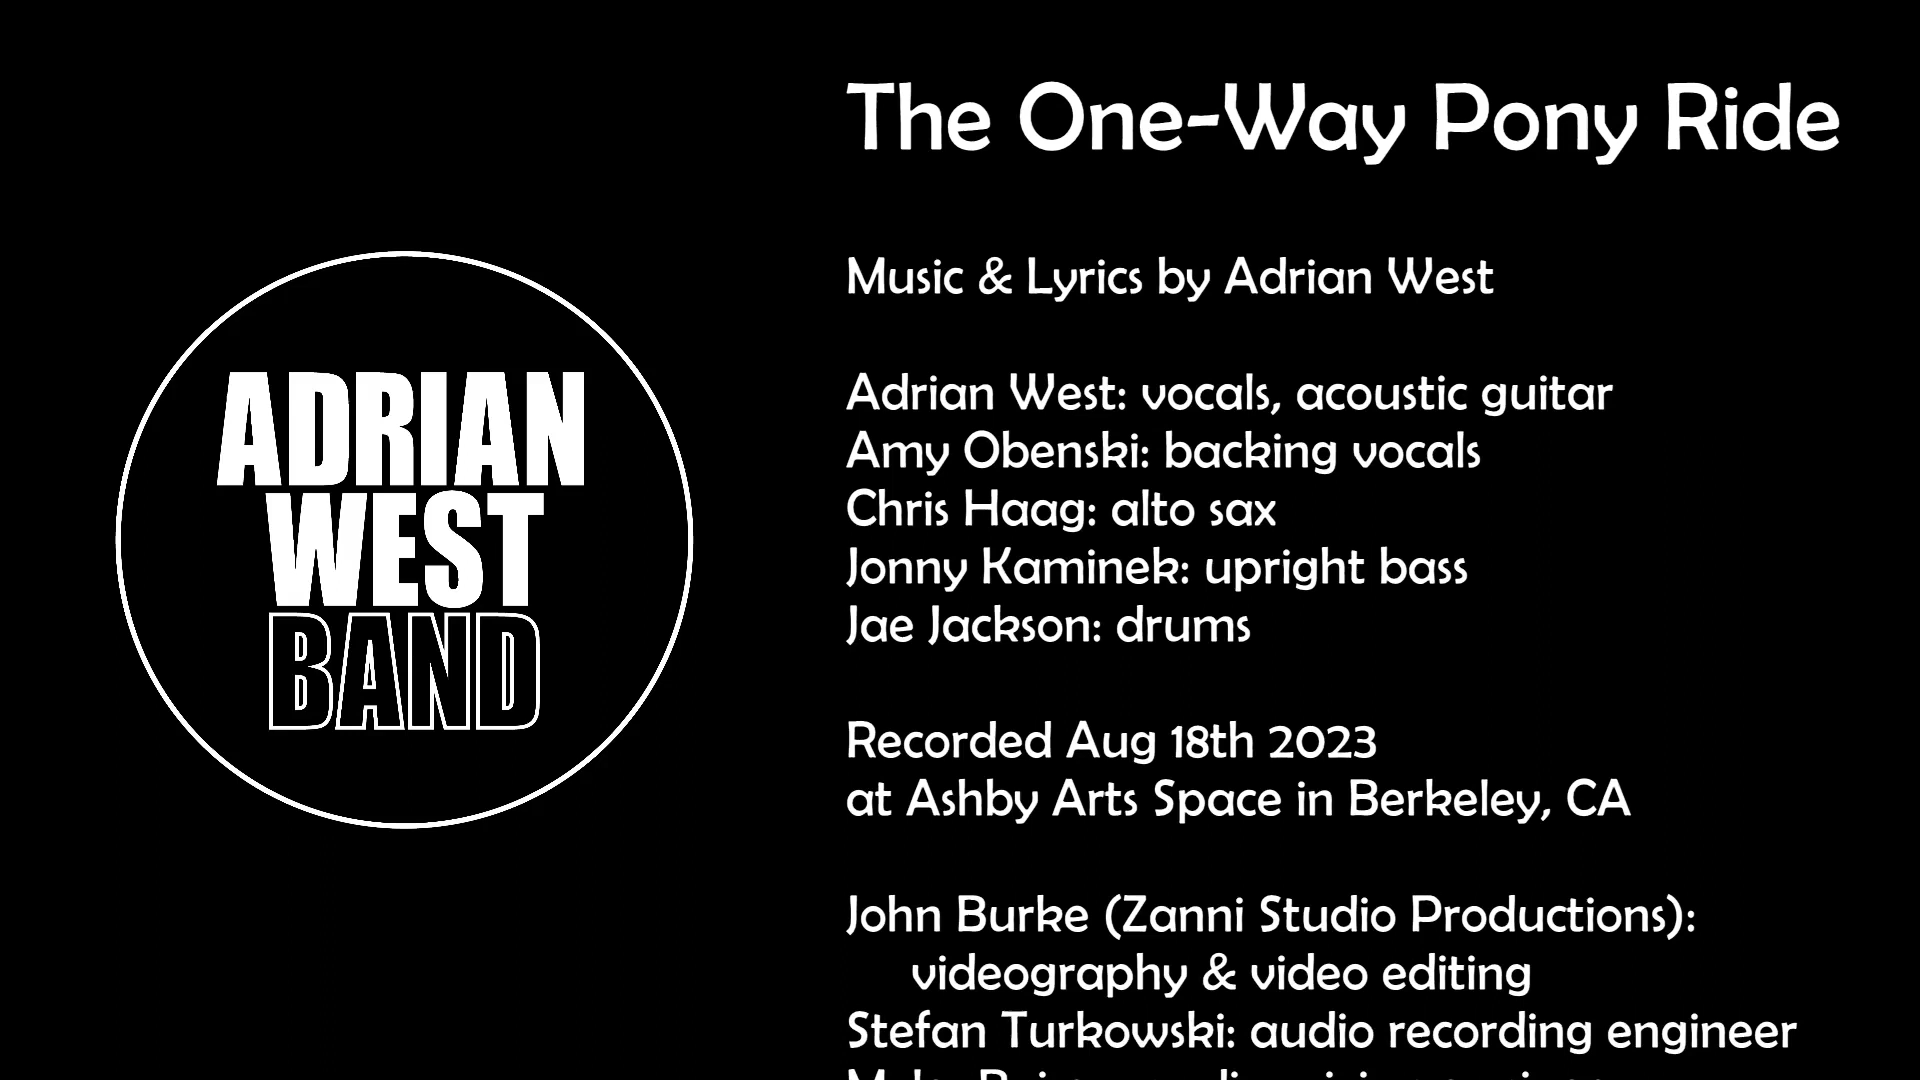 ADRIAN
WEST
BAND
The One-Way Pony Ride
Music & Lyrics by Adrian West
Adrian West: vocals, acoustic guitar
Amy Obenski: backing vocals
Chris Haag: alto sax
Jonny Kaminek: upright bass
Jae Jackson: drums
Recorded Aug 18th 2023
at Ashby Arts Space in Berkeley, CA
John Burke (Zanni Studio Productions):
videography & video editing
Stefan Turkowski: audio recording engineer